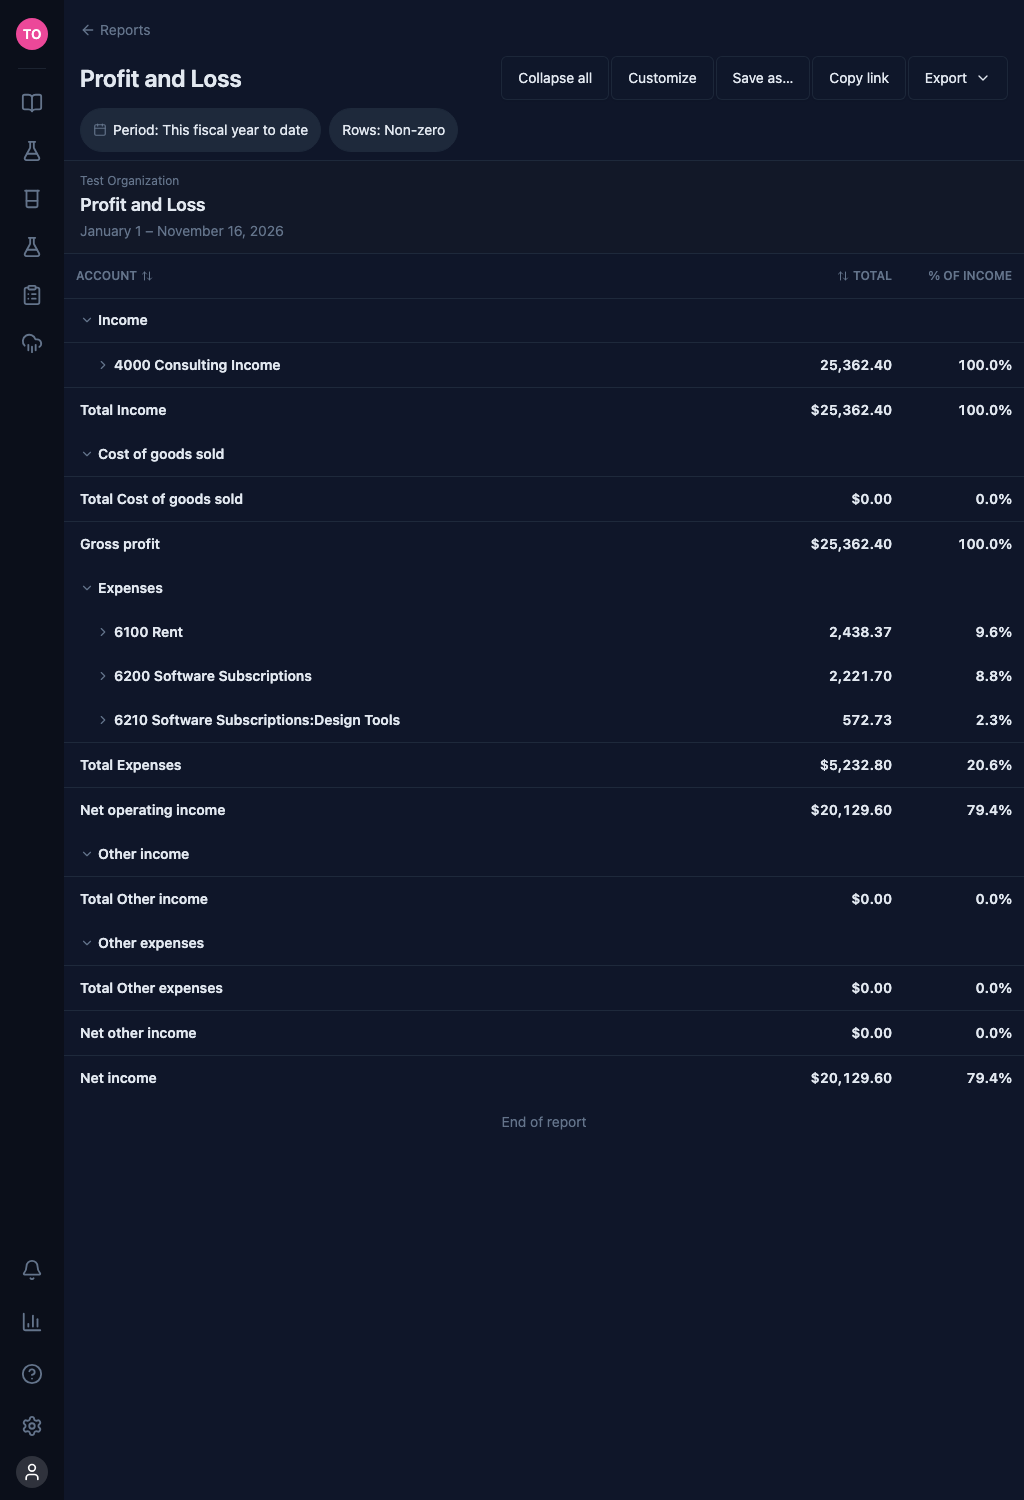 TO
Reports
Profit and Loss
Collapse all
Customize
Save as...
Copy link
Export
Period: This fiscal year to date
Rows: Non-zero
Test Organization
Profit and Loss
January 1 – November 16, 2026
ACCOUNT TOTAL % OF INCOME
Income
4000 Consulting Income 25,362.40 100.0%
Total Income $25,362.40 100.0%
Cost of goods sold
Total Cost of goods sold $0.00 0.0%
Gross profit $25,362.40 100.0%
Expenses
6100 Rent 2,438.37 9.6%
6200 Software Subscriptions 2,221.70 8.8%
6210 Software Subscriptions:Design Tools 572.73 2.3%
Total Expenses $5,232.80 20.6%
Net operating income $20,129.60 79.4%
Other income
Total Other income $0.00 0.0%
Other expenses
Total Other expenses $0.00 0.0%
Net other income $0.00 0.0%
Net income $20,129.60 79.4%
End of report